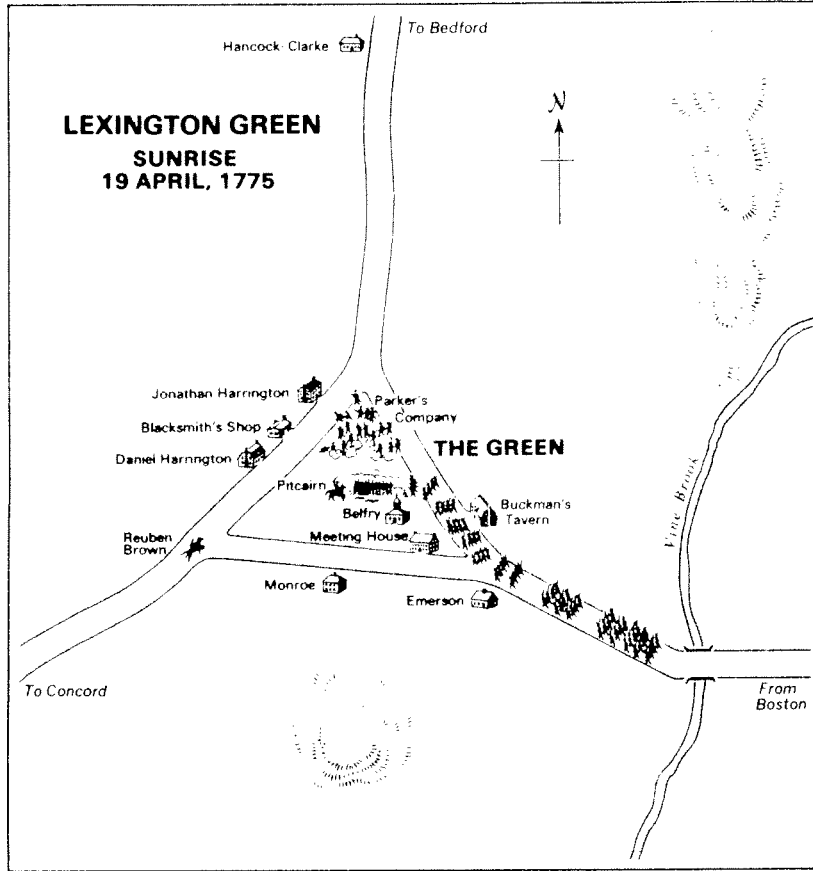 To Bedford
Hancock-Clarke
LEXINGTON GREEN
SUNRISE
19 APRIL, 1775
N
Jonathan Harrington
Parker's
Company
Blacksmith's Shop
Daniel Harrington
THE GREEN
Pitcairn
Belfry
Buckman's
Tavern
Vine Brook
Reuben
Brown
Meeting House
Monroe
Emerson
To Concord
From
Boston